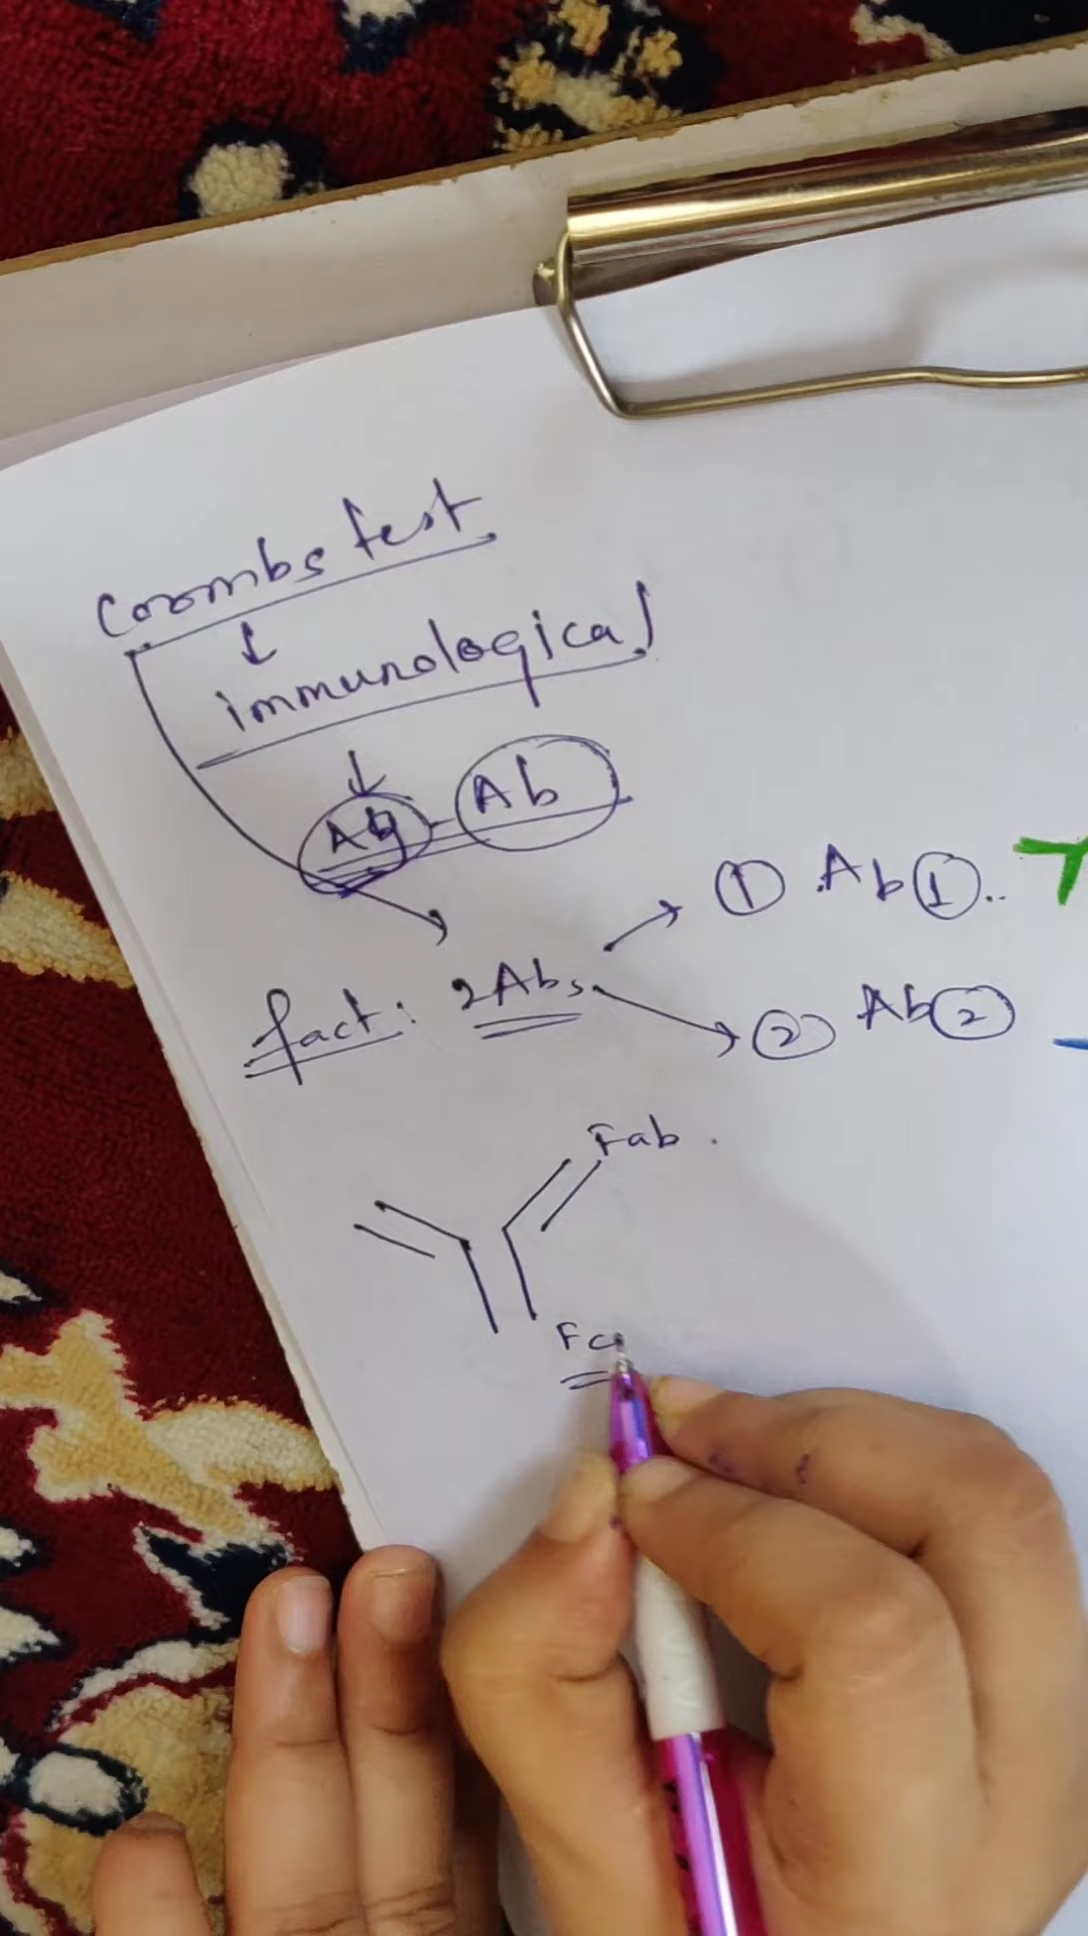 Coombs test
↓
immunological
↓
Ag - Ab
fact: 2Abs
① Ab①..
② Ab②
Fab.
Fc